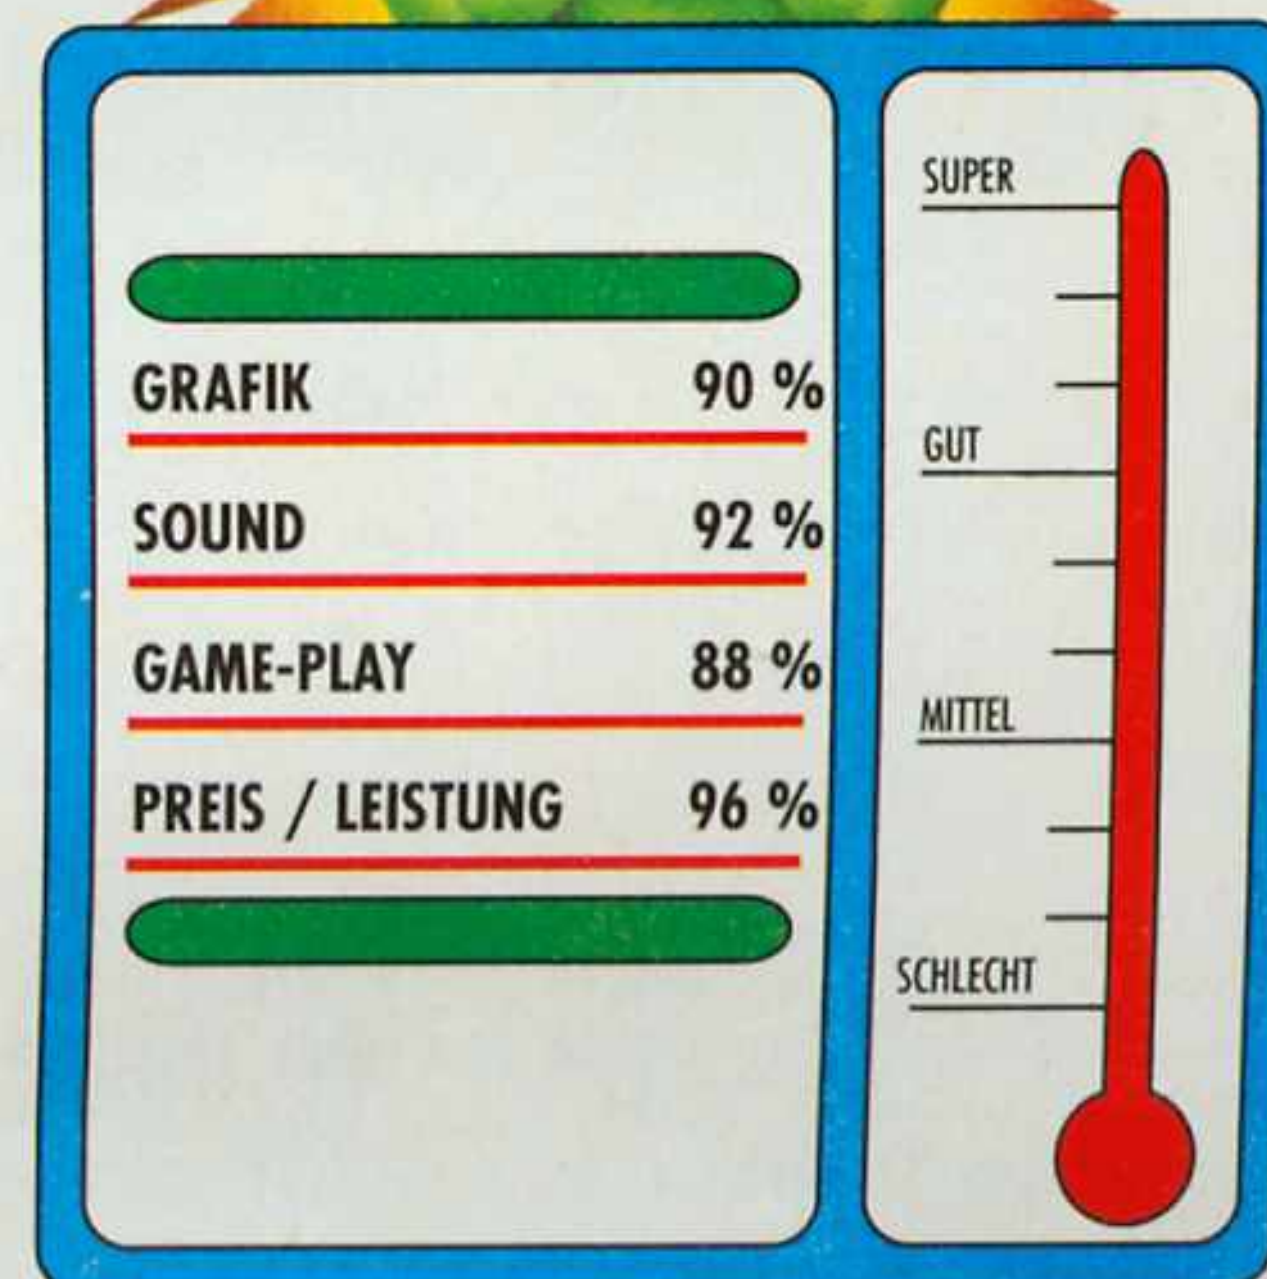 GRAFIK 90 %
SOUND 92 %
GAME-PLAY 88 %
PREIS / LEISTUNG 96 %
SUPER
GUT
MITTEL
SCHLECHT